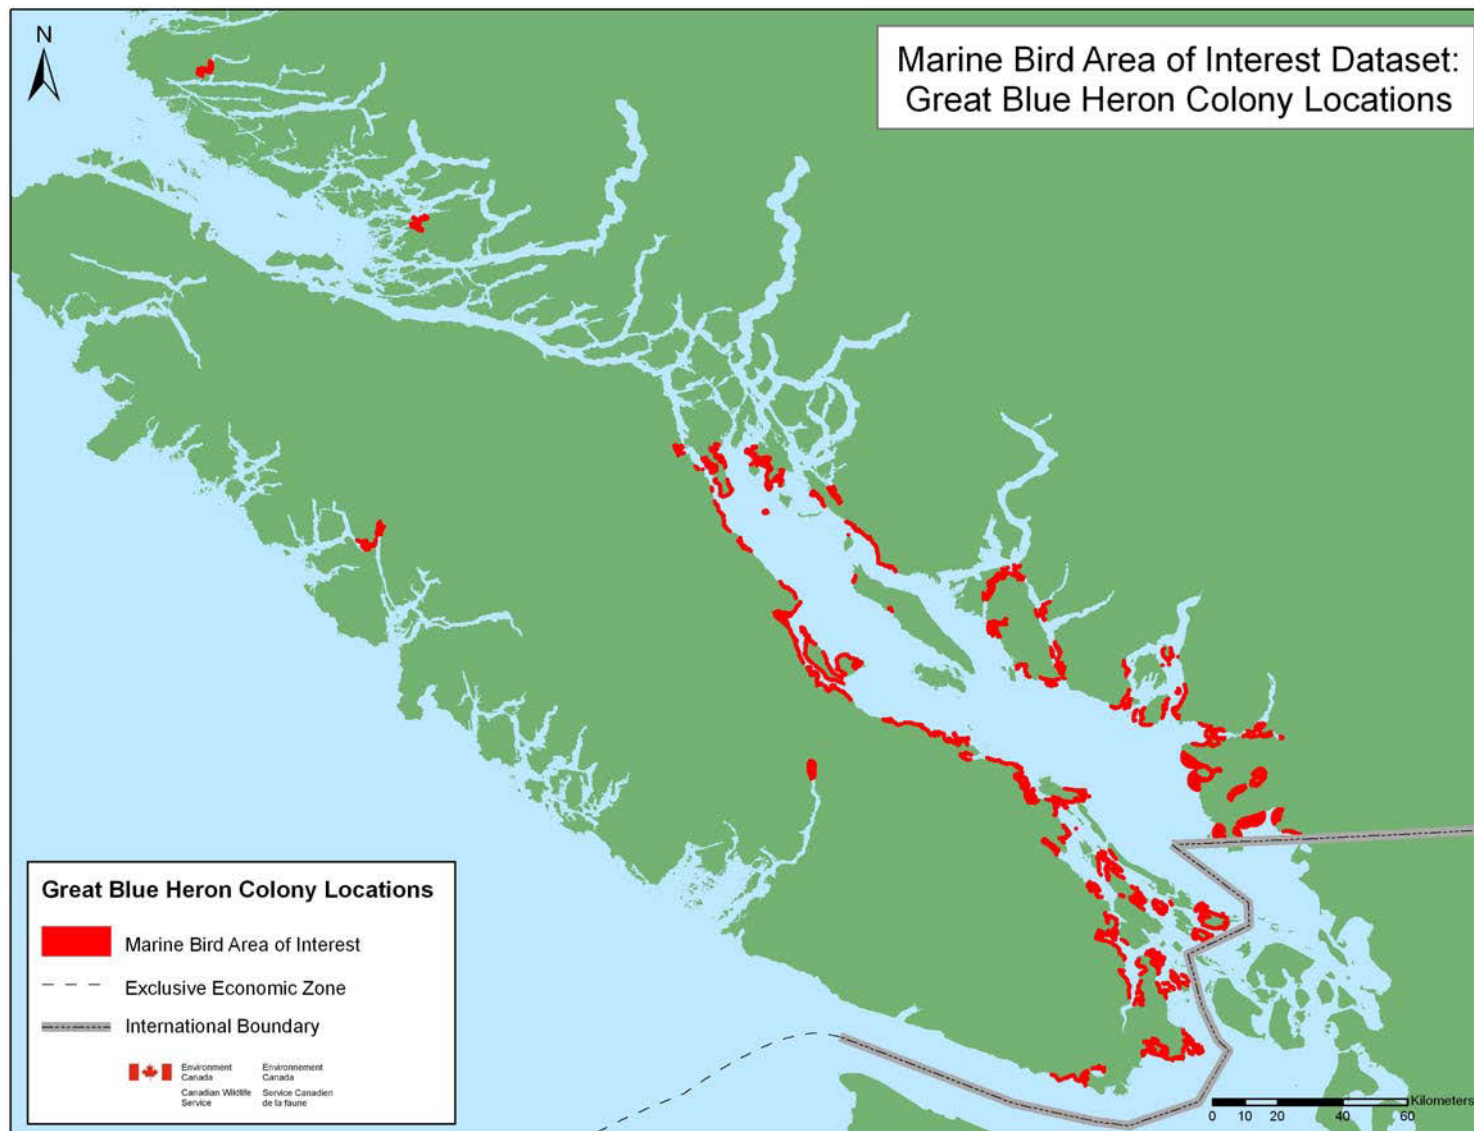 N
Marine Bird Area of Interest Dataset:
Great Blue Heron Colony Locations
Great Blue Heron Colony Locations
Marine Bird Area of Interest
Exclusive Economic Zone
International Boundary
Environment Canada
Environnement Canada
Canadian Wildlife Service
Service Canadien de la faune
Kilometers
0 10 20 40 60